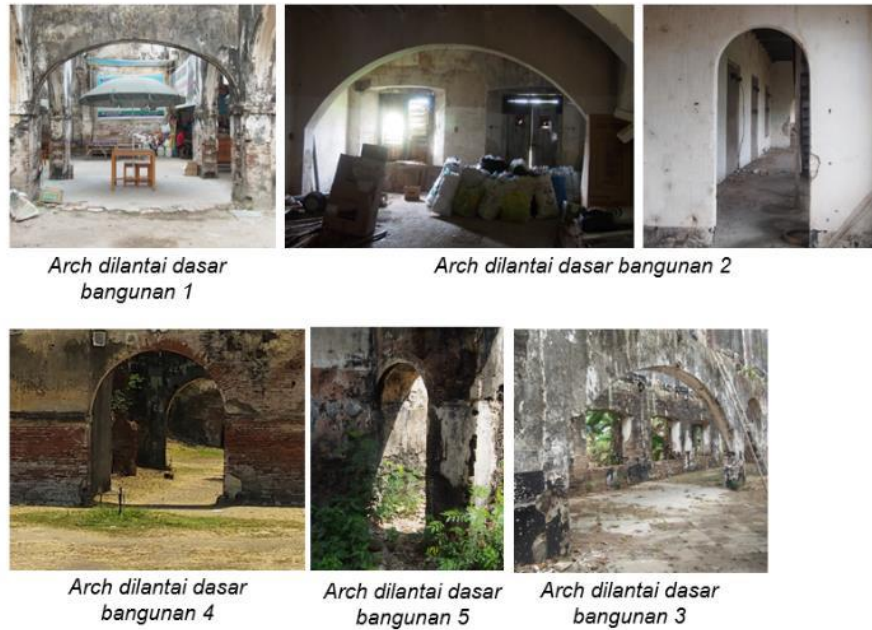 Arch dilantai dasar
bangunan 1
Arch dilantai dasar bangunan 2
Arch dilantai dasar
bangunan 4
Arch dilantai dasar
bangunan 5
Arch dilantai dasar
bangunan 3